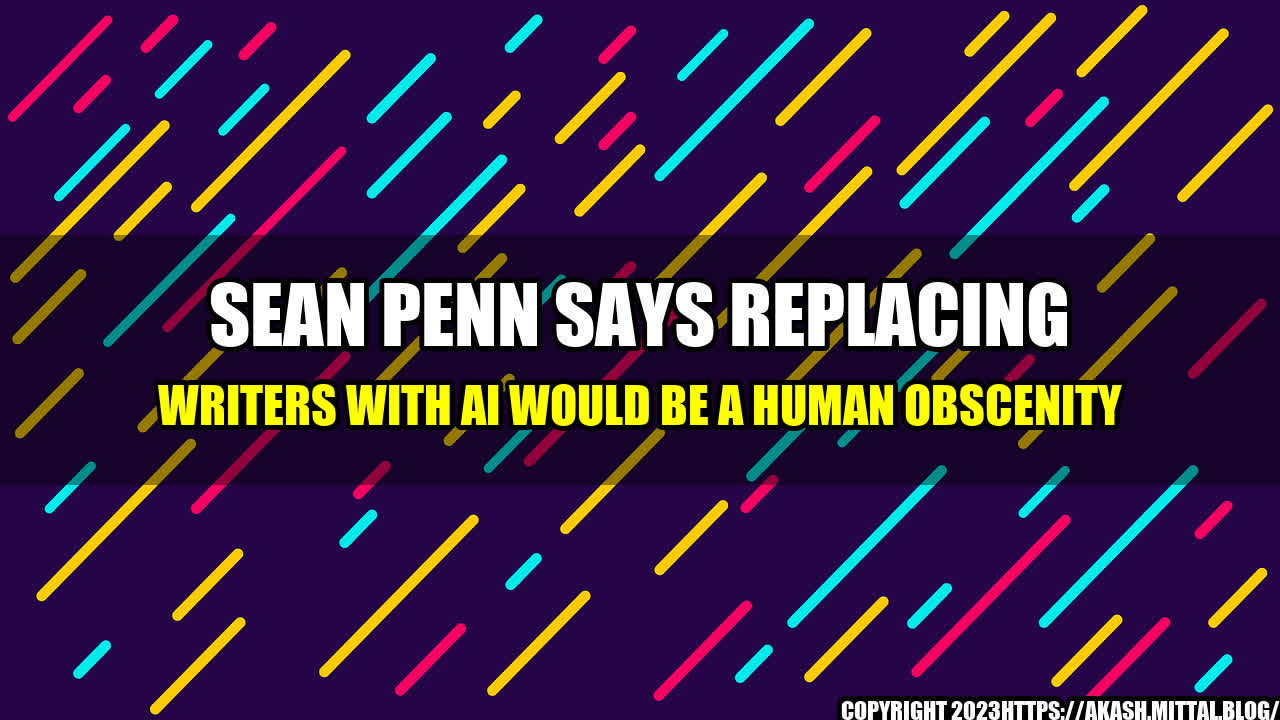 SEAN PENN SAYS REPLACING
WRITERS WITH AI WOULD BE A HUMAN OBSCENITY
COPYRIGHT 2023HTTPS://AKASH.MITTAL.BLOG/